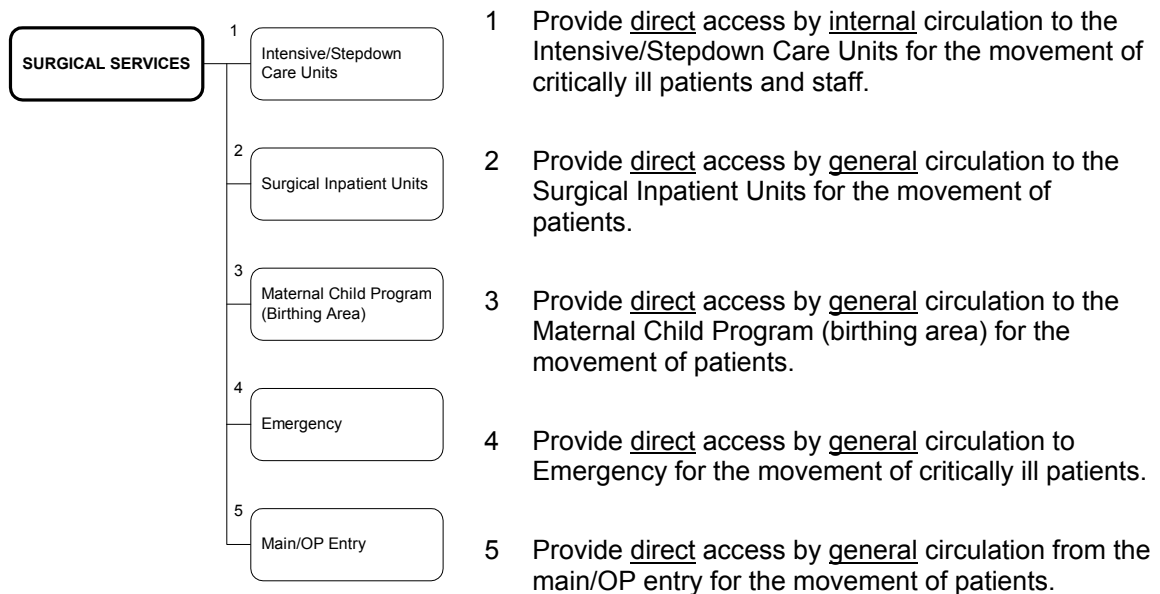 SURGICAL SERVICES
1
Intensive/Stepdown
Care Units
2
Surgical Inpatient Units
3
Maternal Child Program
(Birthing Area)
4
Emergency
5
Main/OP Entry
1 Provide direct access by internal circulation to the
Intensive/Stepdown Care Units for the movement of
critically ill patients and staff.
2 Provide direct access by general circulation to the
Surgical Inpatient Units for the movement of
patients.
3 Provide direct access by general circulation to the
Maternal Child Program (birthing area) for the
movement of patients.
4 Provide direct access by general circulation to
Emergency for the movement of critically ill patients.
5 Provide direct access by general circulation from the
main/OP entry for the movement of patients.